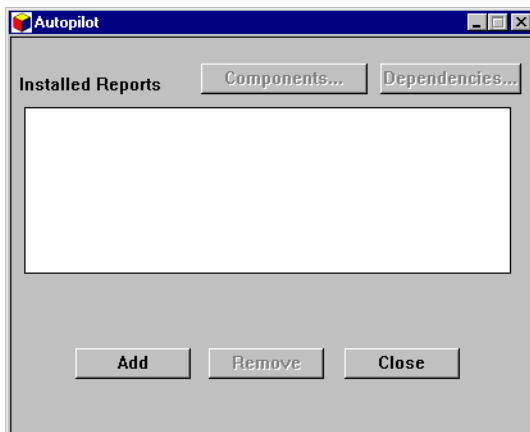 Autopilot
Installed Reports Components... Dependencies...
Add Remove Close